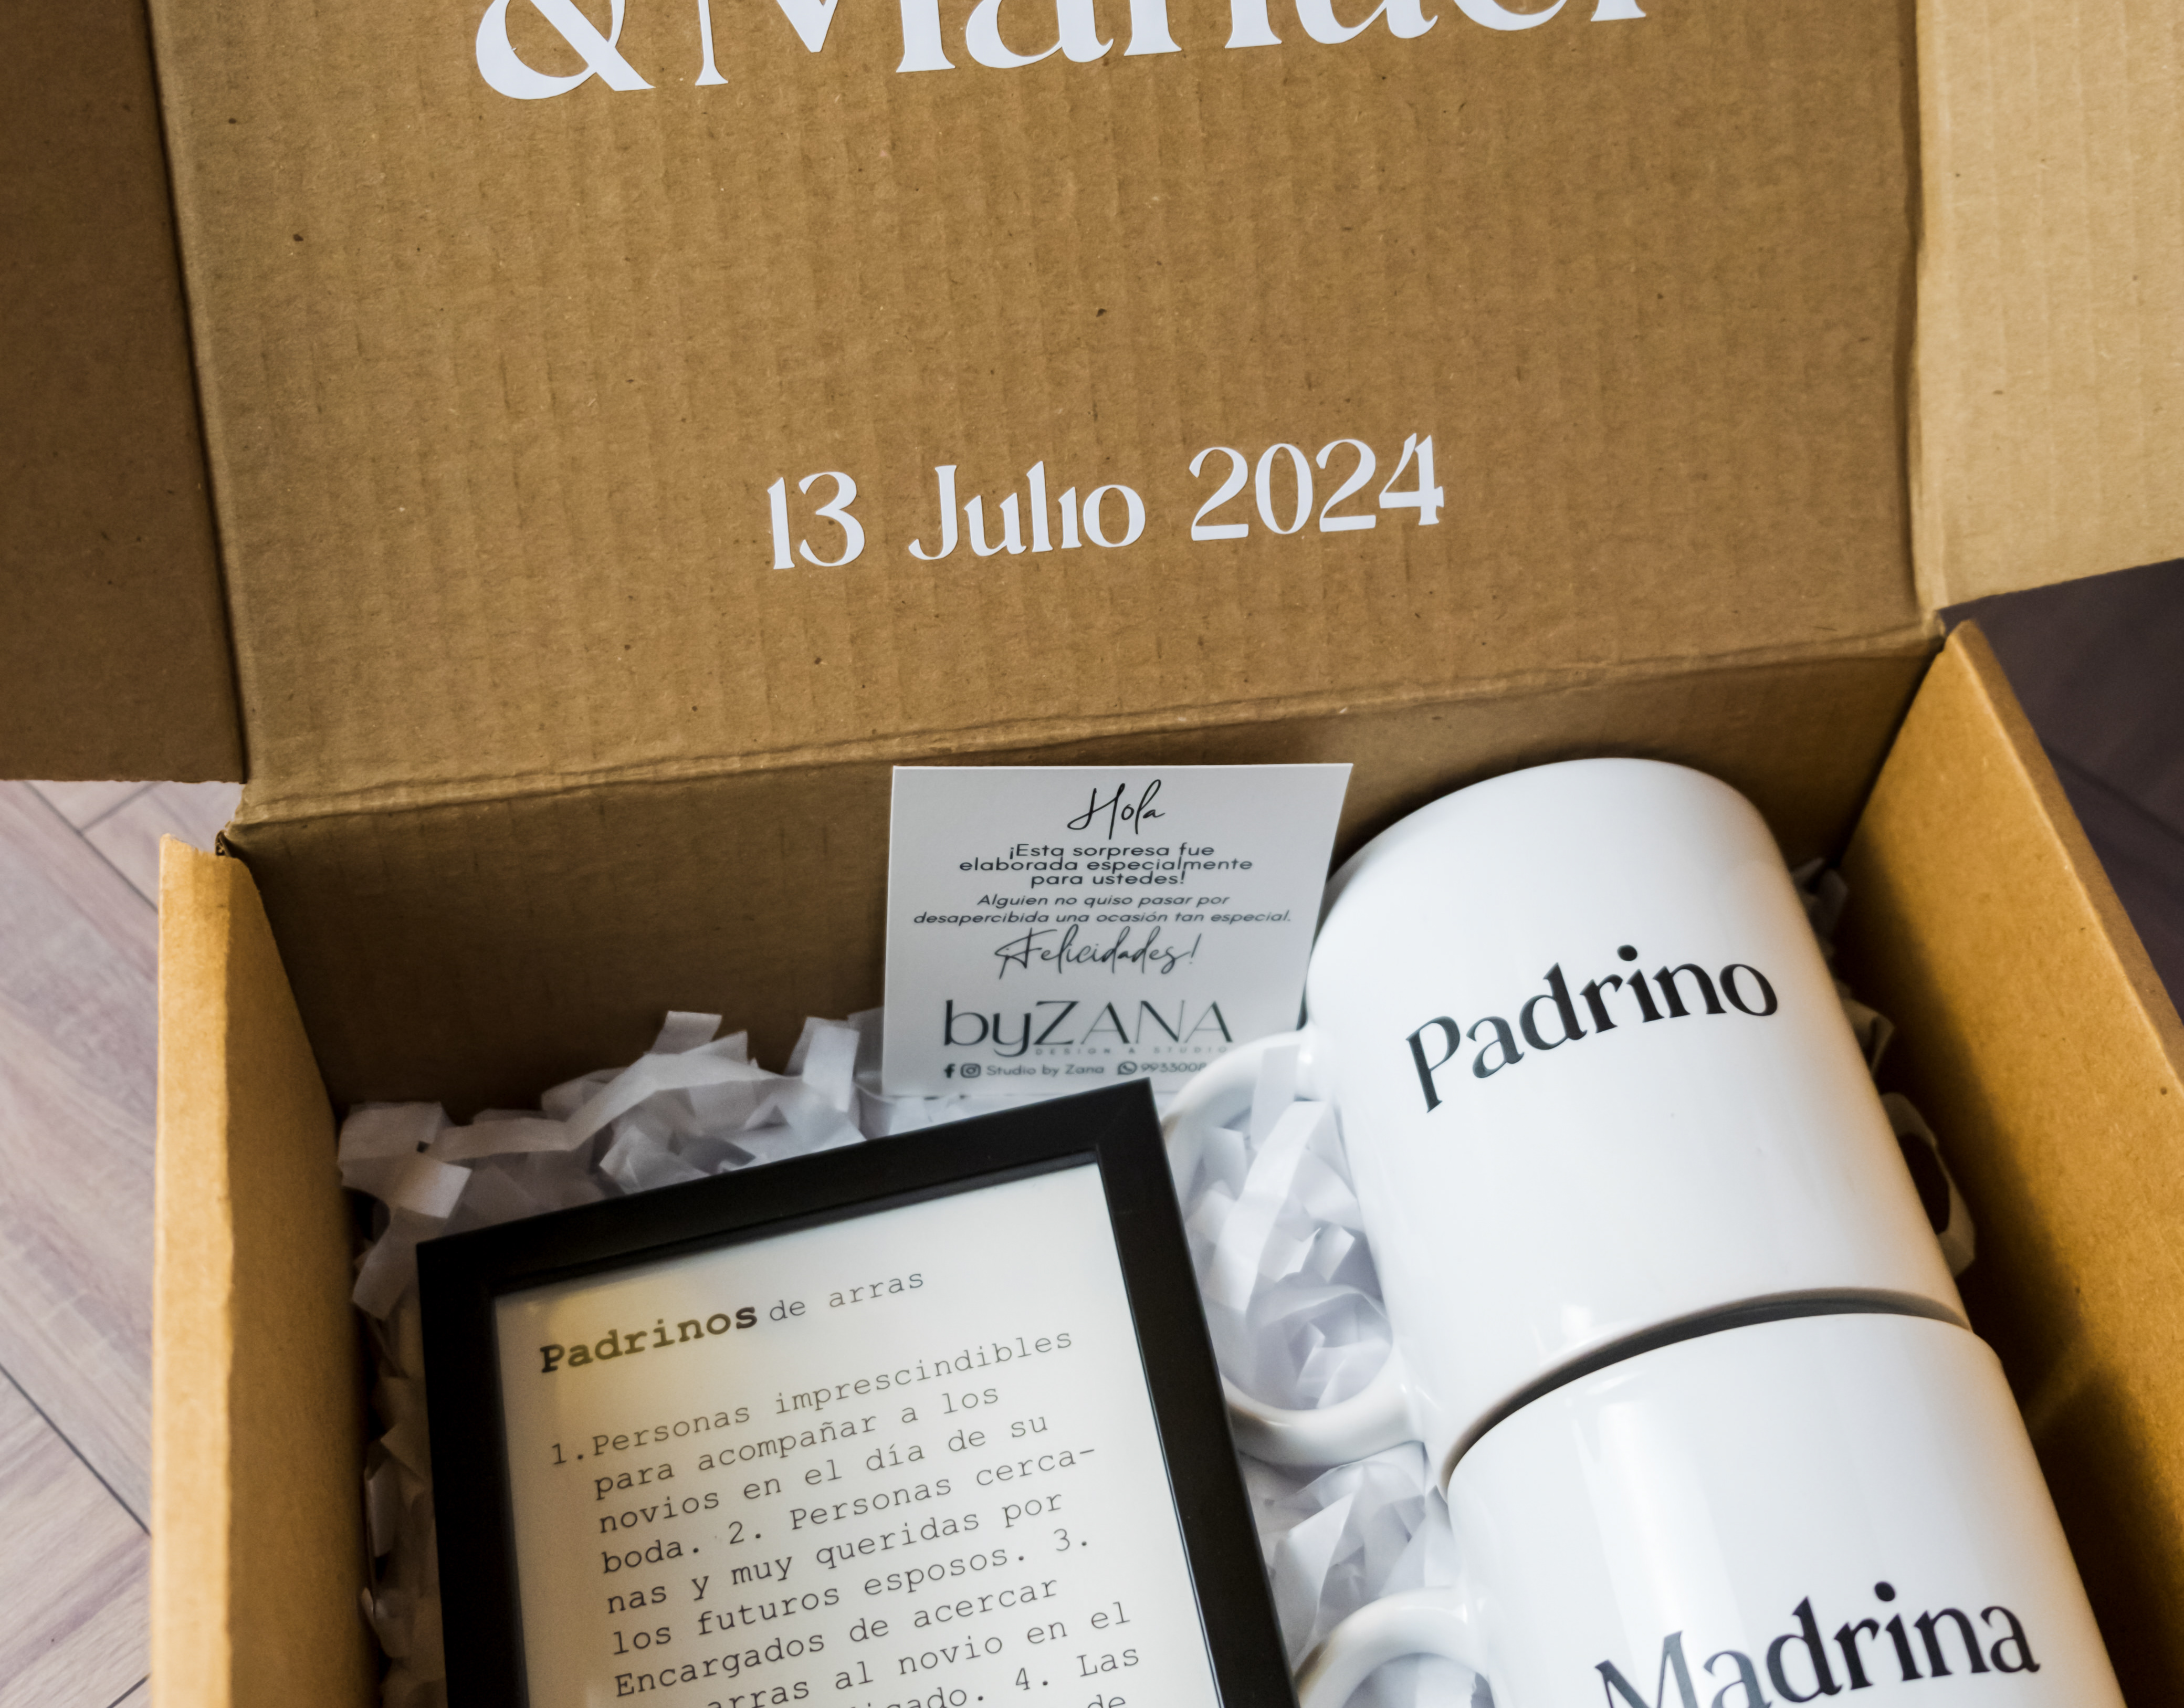 &Manuel
13 Julio 2024
Hola
¡Esta sorpresa fue
elaborada especialmente
para ustedes!
Alguien no quiso pasar por
desapercibida una ocasión tan especial.
¡Felicidades!
byZANA
DESIGN & STUDIO
Studio by Zana
Padrino
Padrinos de arras
1. Personas imprescindibles
para acompañar a los
novios en el día de su
boda. 2. Personas cerca-
nas y muy queridas por
los futuros esposos. 3.
Encargados de acercar
arras al novio en el
4. Las
de
Madrina